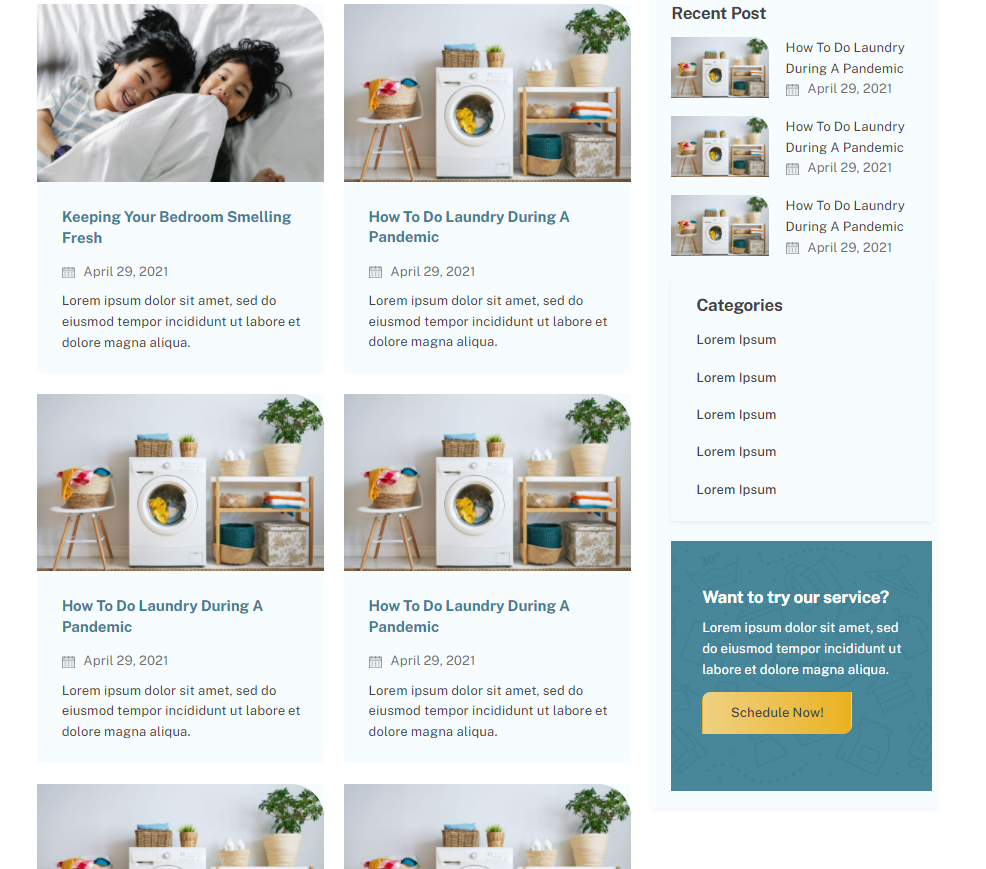 Keeping Your Bedroom Smelling
Fresh
April 29, 2021
Lorem ipsum dolor sit amet, sed do
eiusmod tempor incididunt ut labore et
dolore magna aliqua.
How To Do Laundry During A
Pandemic
April 29, 2021
Lorem ipsum dolor sit amet, sed do
eiusmod tempor incididunt ut labore et
dolore magna aliqua.
How To Do Laundry During A
Pandemic
April 29, 2021
Lorem ipsum dolor sit amet, sed do
eiusmod tempor incididunt ut labore et
dolore magna aliqua.
How To Do Laundry During A
Pandemic
April 29, 2021
Lorem ipsum dolor sit amet, sed do
eiusmod tempor incididunt ut labore et
dolore magna aliqua.
Recent Post
How To Do Laundry
During A Pandemic
April 29, 2021
How To Do Laundry
During A Pandemic
April 29, 2021
How To Do Laundry
During A Pandemic
April 29, 2021
Categories
Lorem Ipsum
Lorem Ipsum
Lorem Ipsum
Lorem Ipsum
Lorem Ipsum
Want to try our service?
Lorem ipsum dolor sit amet, sed
do eiusmod tempor incididunt ut
labore et dolore magna aliqua.
Schedule Now!